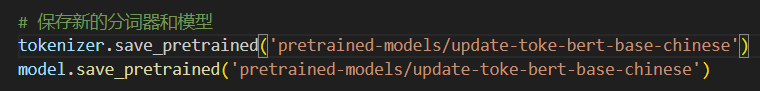 # 保存新的分词器和模型
tokenizer.save_pretrained('pretrained-models/update-toke-bert-base-chinese')
model.save_pretrained('pretrained-models/update-toke-bert-base-chinese')